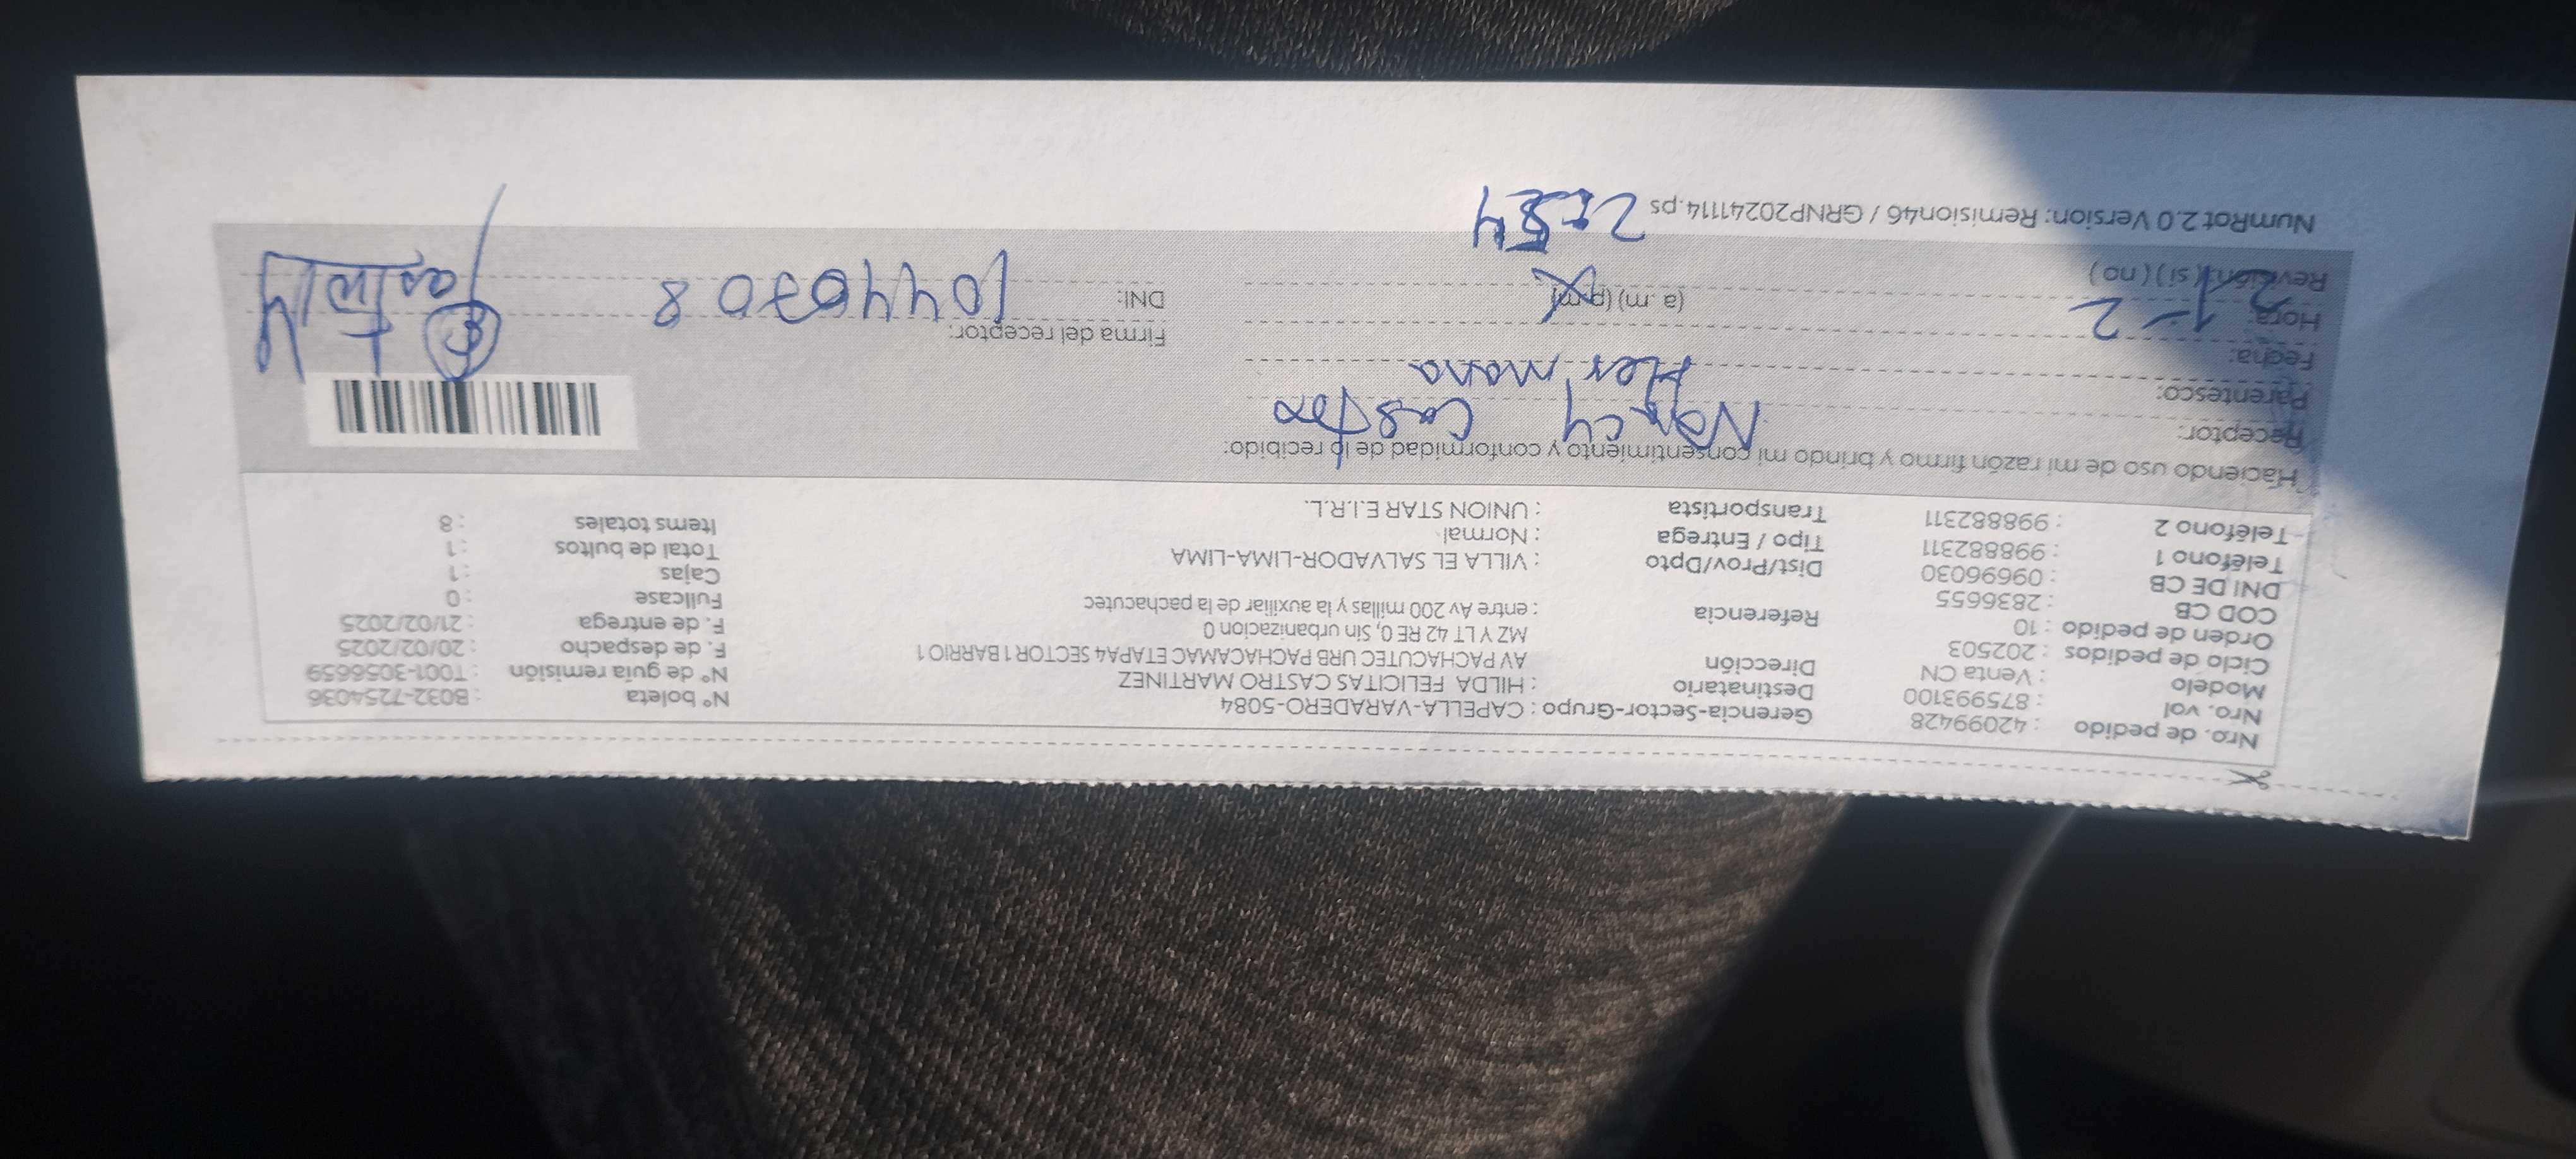 Nro. de pedido : 42099428
Nro. vol : 875993100
Modelo : Venta CN
Ciclo de pedidos : 202503
Orden de pedido : 10
COD CB : 2836655
DNI DE CB : 09696030
Teléfono 1 : 998882311
Teléfono 2 : 998882311
Gerencia-Sector-Grupo : CAPELLA-VARADERO-5084
Destinatario : HILDA FELICITAS CASTRO MARTINEZ
Dirección AV PACHACUTEC URB PACHACAMAC ETAPA4 SECTOR 1 BARRIO 1
MZ Y LT 42 RE 0, Sin urbanizacion 0
Referencia : entre Av 200 millas y la auxiliar de la pachacutec
Dist/Prov/Dpto : VILLA EL SALVADOR-LIMA-LIMA
Tipo / Entrega : Normal
Transportista : UNION STAR E.I.R.L.
N° boleta : B032-7254036
N° de guía remisión : T001-3056659
F. de despacho : 20/02/2025
F. de entrega : 21/02/2025
Fullcase : 0
Cajas : 1
Total de bultos : 1
Items totales : 8
Haciendo uso de mi razón firmo y brindo mi consentimiento y conformidad de lo recibido:
Receptor: Nancy Castro
Parentesco: Hermana
Fecha:
Hora: 21-2 (a. m) (p. m)
Revisión: (si) ( no )
Firma del receptor:
DNI: 10440708
NumRot 2.0 Version: Remision46 / GRNP20241114.ps